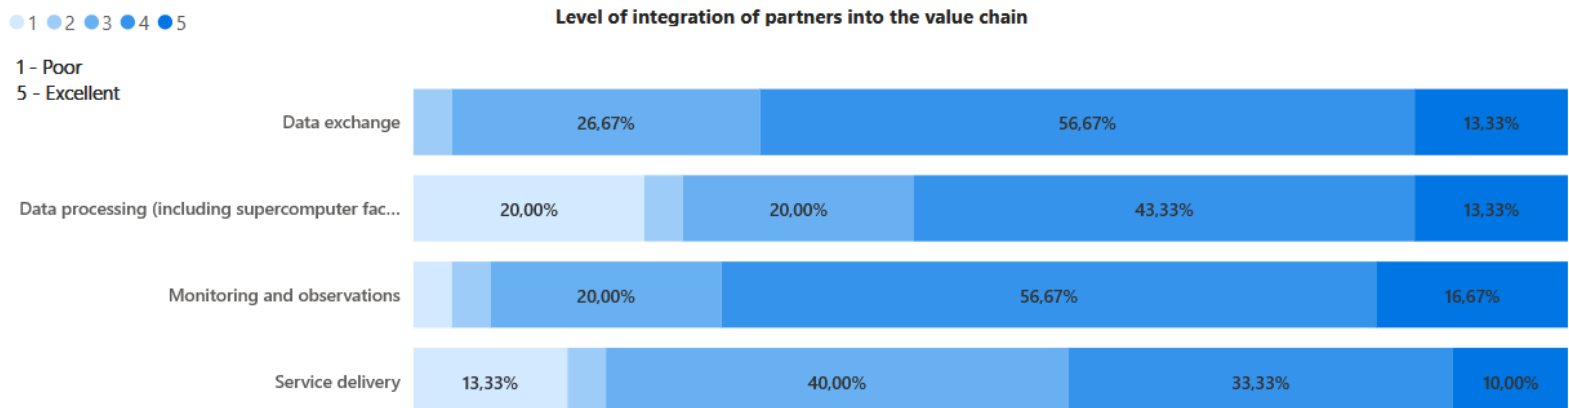 Level of integration of partners into the value chain
1 2 3 4 5
1 - Poor
5 - Excellent
Data exchange 26,67% 56,67% 13,33%
Data processing (including supercomputer fac... 20,00% 20,00% 43,33% 13,33%
Monitoring and observations 20,00% 56,67% 16,67%
Service delivery 13,33% 40,00% 33,33% 10,00%